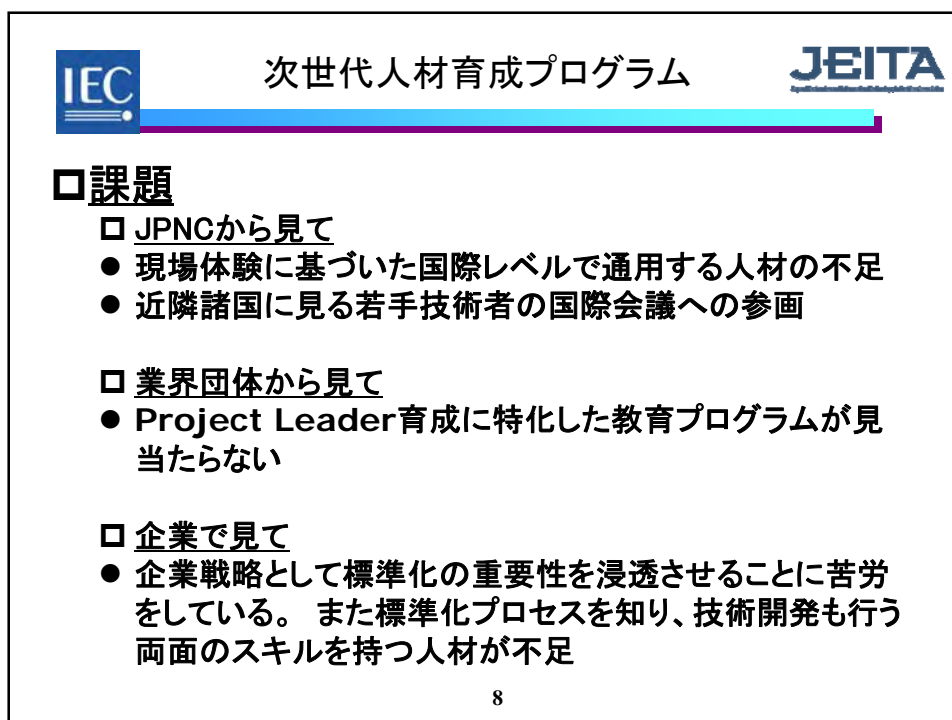 IEC
次世代人材育成プログラム
JEITA
課題
JPNCから見て
● 現場体験に基づいた国際レベルで通用する人材の不足
● 近隣諸国に見る若手技術者の国際会議への参画
業界団体から見て
● Project Leader育成に特化した教育プログラムが見
当たらない
企業で見て
● 企業戦略として標準化の重要性を浸透させることに苦労
をしている。 また標準化プロセスを知り、技術開発も行う
両面のスキルを持つ人材が不足
8